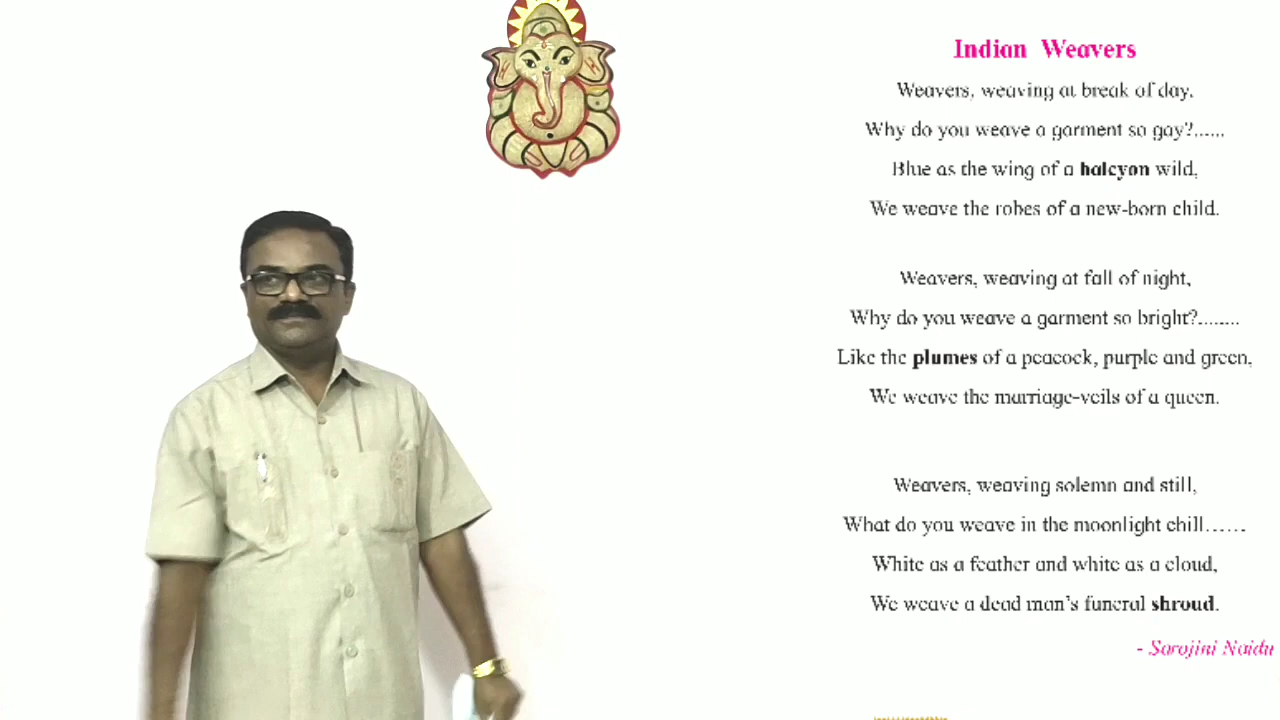 Indian Weavers
Weavers, weaving at break of day,
Why do you weave a garment so gay?......
Blue as the wing of a halcyon wild,
We weave the robes of a new-born child.
Weavers, weaving at fall of night,
Why do you weave a garment so bright?........
Like the plumes of a peacock, purple and green,
We weave the marriage-veils of a queen.
Weavers, weaving solemn and still,
What do you weave in the moonlight chill......
White as a feather and white as a cloud,
We weave a dead man's funeral shroud.
- Sarojini Naidu